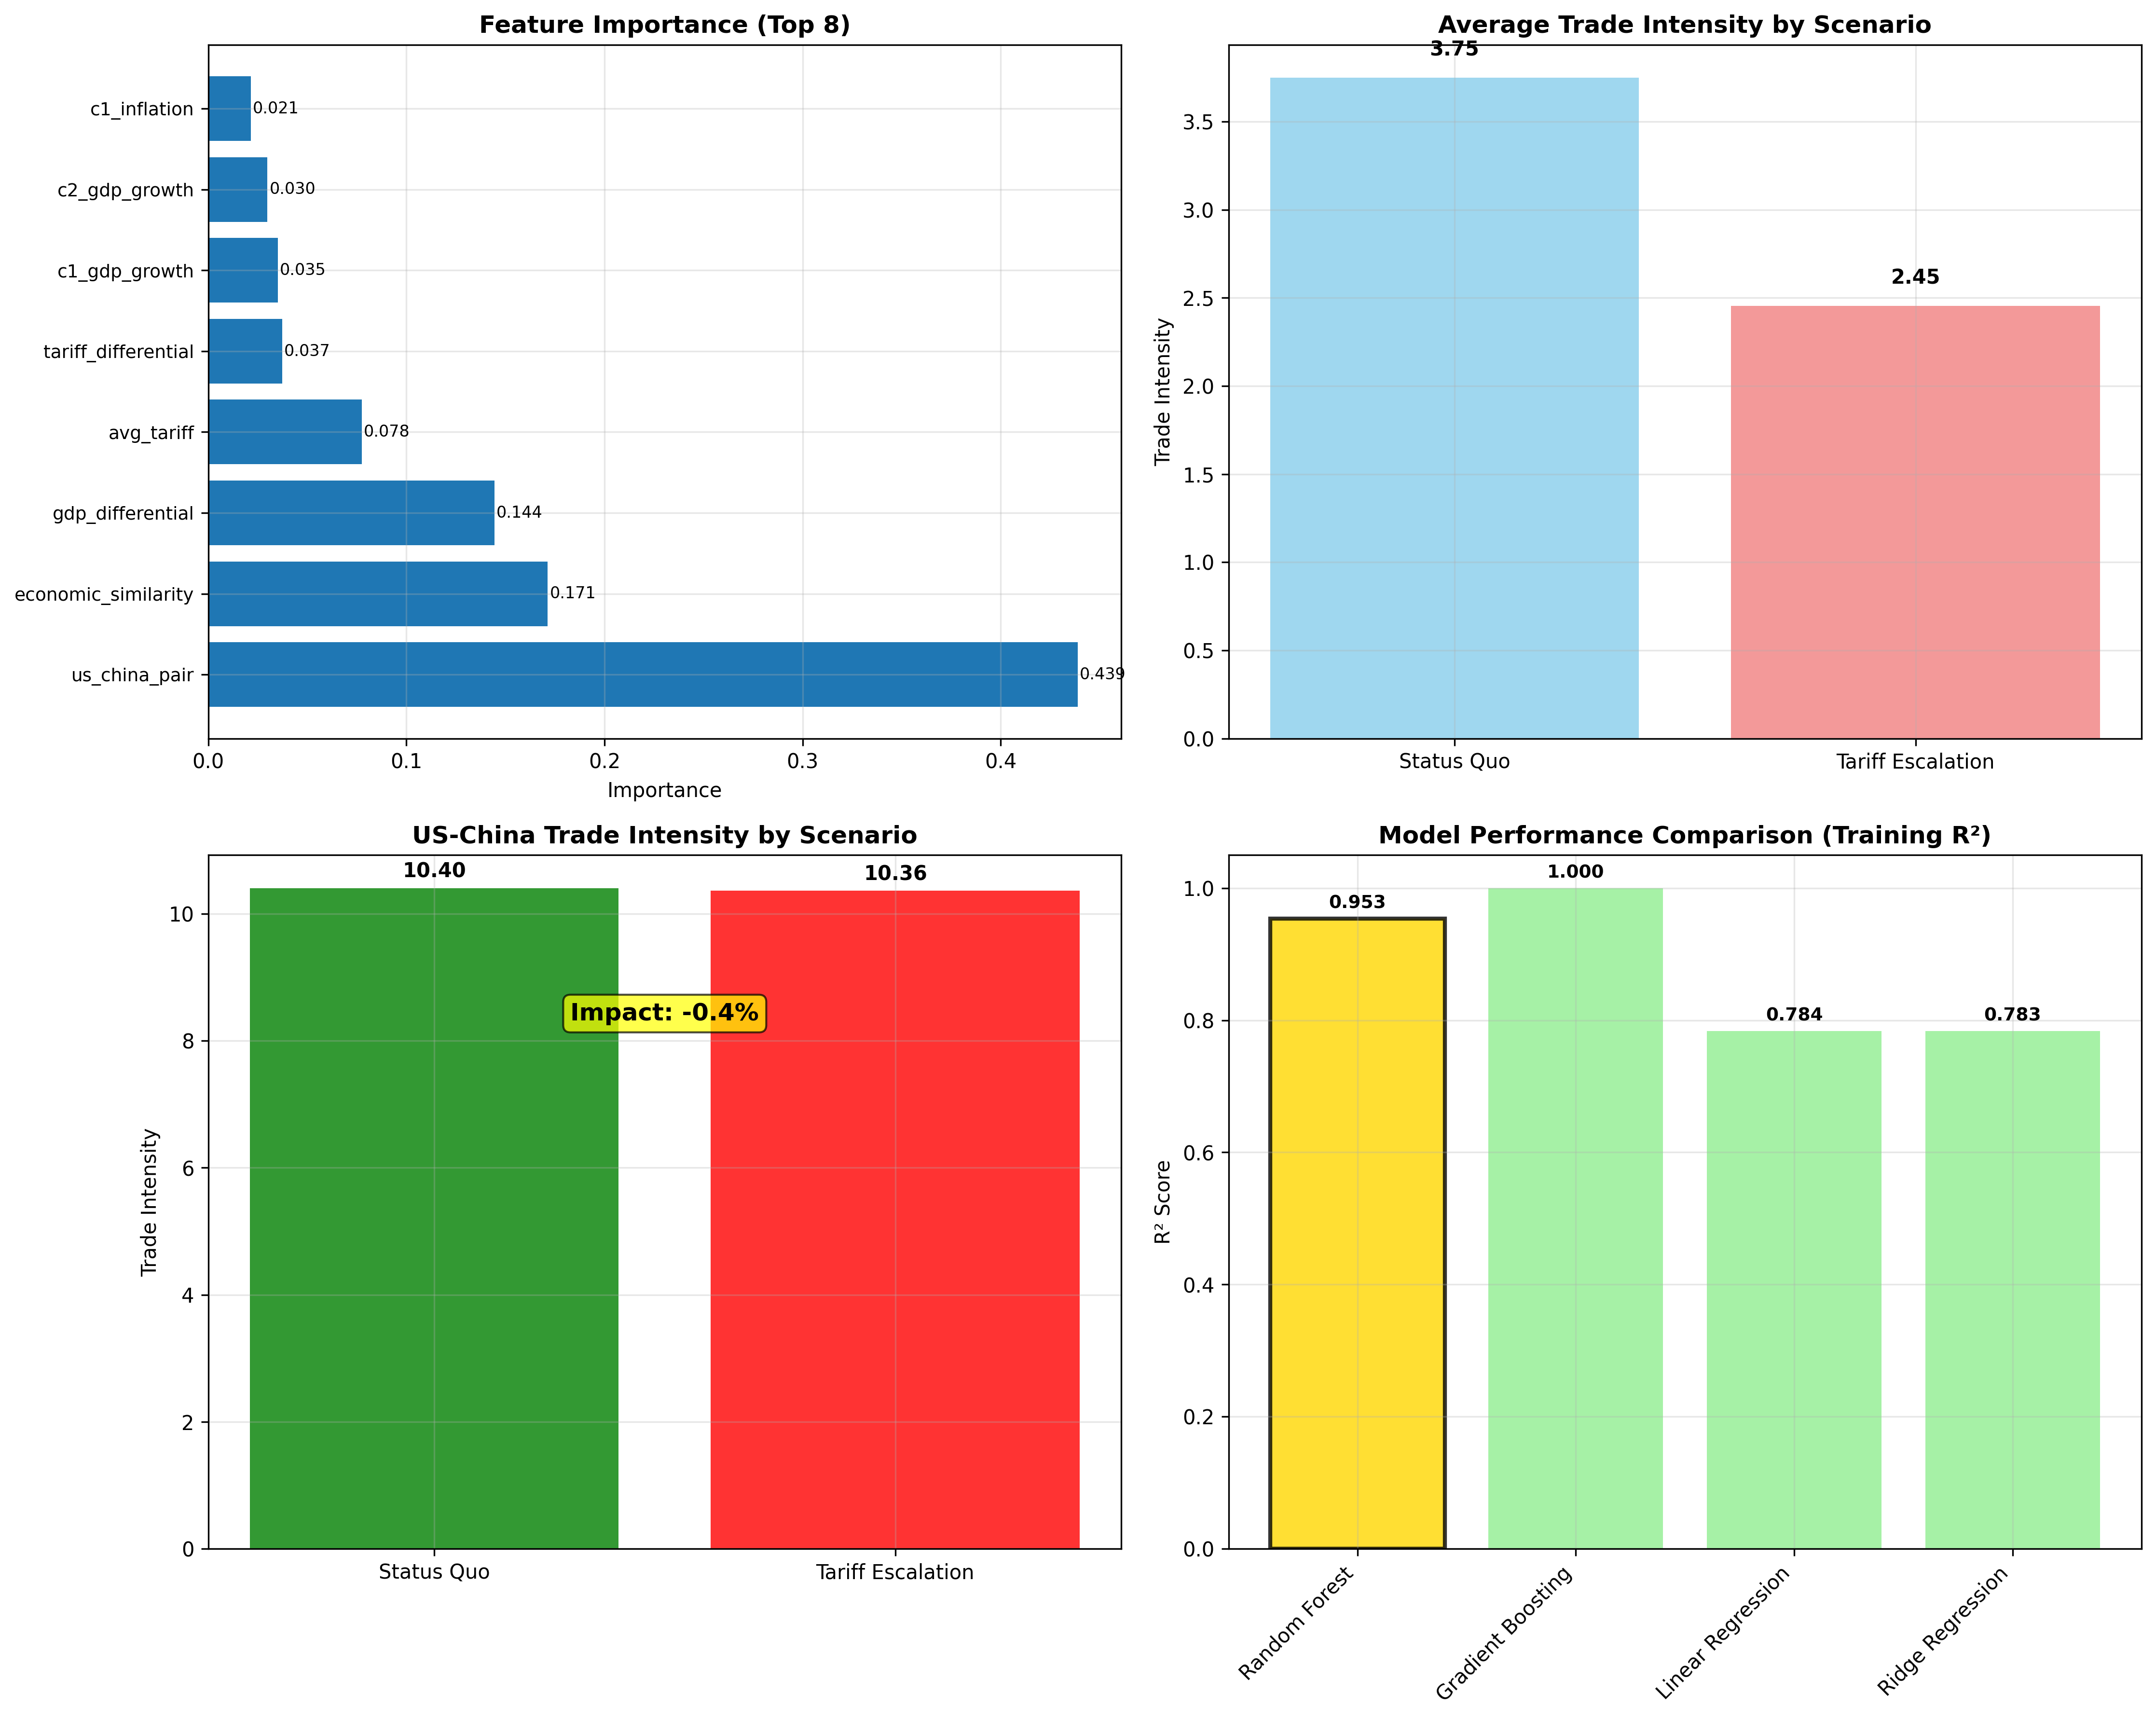 Feature Importance (Top 8)
c1_inflation
0.021
c2_gdp_growth
0.030
c1_gdp_growth
0.035
tariff_differential
0.037
avg_tariff
0.078
gdp_differential
0.144
economic_similarity
0.171
us_china_pair
0.439
0.0 0.1 0.2 0.3 0.4
Importance
Average Trade Intensity by Scenario
3.75
2.45
Trade Intensity
3.5
3.0
2.5
2.0
1.5
1.0
0.5
0.0
Status Quo Tariff Escalation
US-China Trade Intensity by Scenario
10.40
10.36
Impact: -0.4%
Trade Intensity
10
8
6
4
2
0
Status Quo Tariff Escalation
Model Performance Comparison (Training R²)
0.953
1.000
0.784
0.783
R² Score
1.0
0.8
0.6
0.4
0.2
0.0
Random Forest
Gradient Boosting
Linear Regression
Ridge Regression